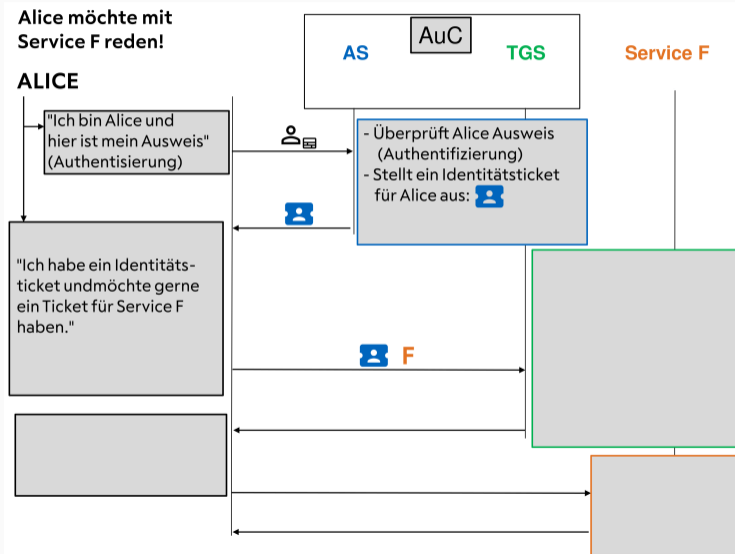 Alice möchte mit
Service F reden!
ALICE
AuC
AS
TGS
Service F
"Ich bin Alice und
hier ist mein Ausweis"
(Authentisierung)
- Überprüft Alice Ausweis
(Authentifizierung)
- Stellt ein Identitätsticket
für Alice aus:
"Ich habe ein Identitäts-
ticket undmöchte gerne
ein Ticket für Service F
haben."
F